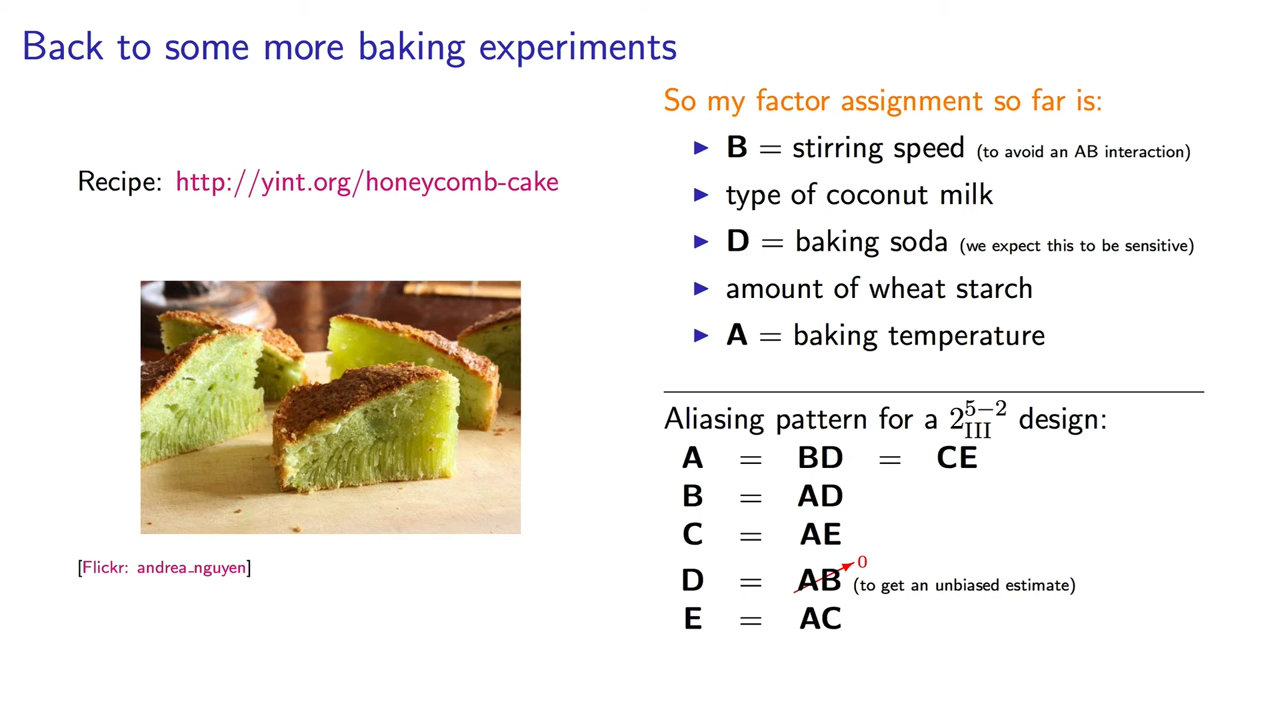 Back to some more baking experiments
Recipe: http://yint.org/honeycomb-cake
[Flickr: andrea_nguyen]
So my factor assignment so far is:
▶ B = stirring speed (to avoid an AB interaction)
▶ type of coconut milk
▶ D = baking soda (we expect this to be sensitive)
▶ amount of wheat starch
▶ A = baking temperature
Aliasing pattern for a 2_III^{5−2} design:
A = BD = CE
B = AD
C = AE
D = AB 0 (to get an unbiased estimate)
E = AC